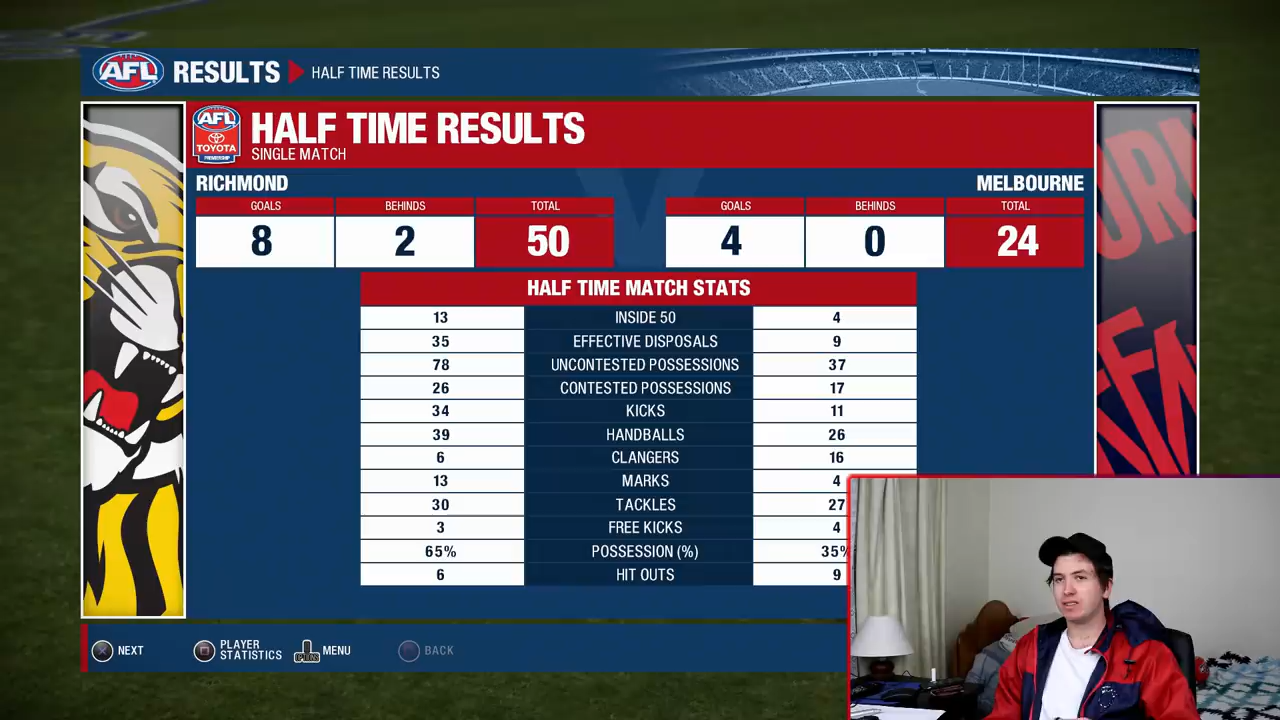 AFL RESULTS HALF TIME RESULTS
AFL
TOYOTA
PREMIERSHIP
HALF TIME RESULTS
SINGLE MATCH
RICHMOND MELBOURNE
GOALS BEHINDS TOTAL GOALS BEHINDS TOTAL
8 2 50 4 0 24
HALF TIME MATCH STATS
13 INSIDE 50 4
35 EFFECTIVE DISPOSALS 9
78 UNCONTESTED POSSESSIONS 37
26 CONTESTED POSSESSIONS 17
34 KICKS 11
39 HANDBALLS 26
6 CLANGERS 16
13 MARKS 4
30 TACKLES 27
3 FREE KICKS 4
65% POSSESSION (%) 35%
6 HIT OUTS 9
NEXT PLAYER STATISTICS OPTIONS MENU BACK